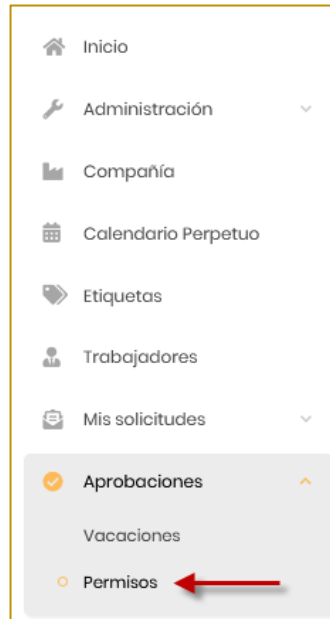 Inicio
Administración
Compañía
Calendario Perpetuo
Etiquetas
Trabajadores
Mis solicitudes
Aprobaciones
Vacaciones
Permisos